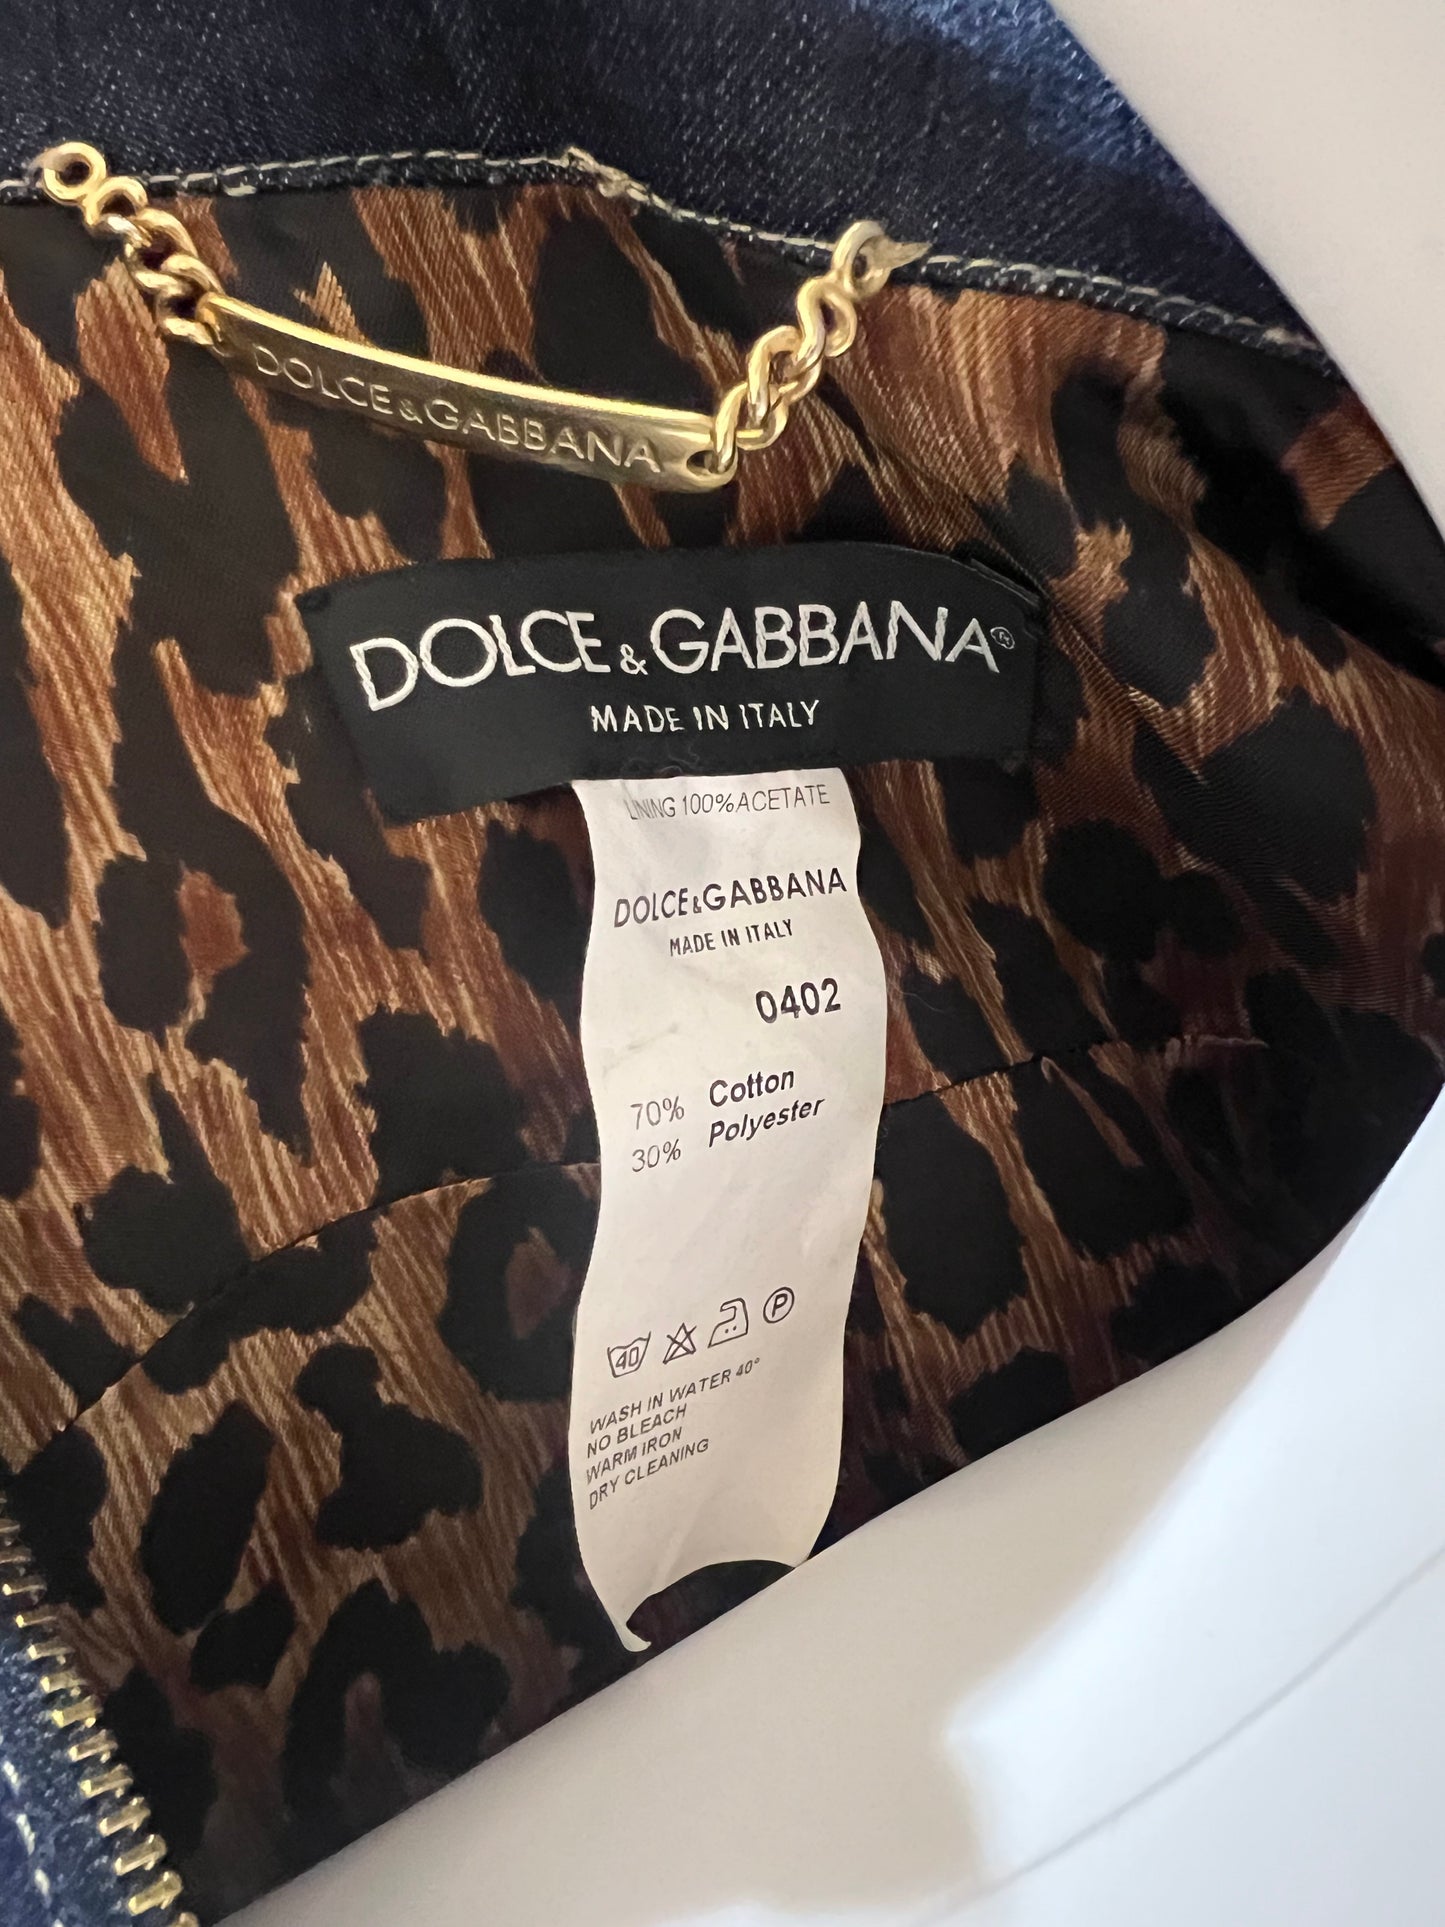 DOLCE&GABBANA
DOLCE&GABBANA®
MADE IN ITALY
LINING 100% ACETATE
DOLCE&GABBANA
MADE IN ITALY
0402
70% Cotton
30% Polyester
40 P
WASH IN WATER 40°
NO BLEACH
WARM IRON
DRY CLEANING